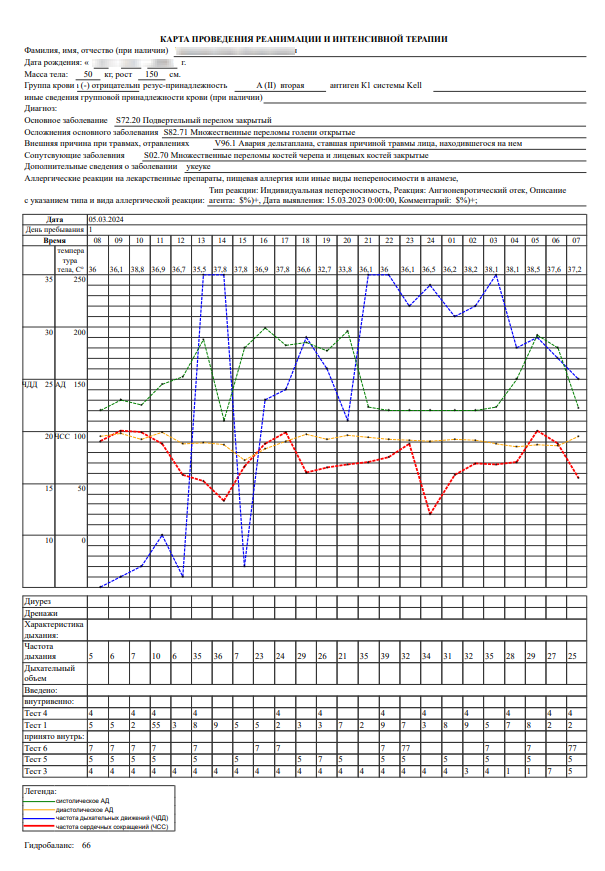 КАРТА ПРОВЕДЕНИЯ РЕАНИМАЦИИ И ИНТЕНСИВНОЙ ТЕРАПИИ
Фамилия, имя, отчество (при наличии)
Дата рождения: « г.
Масса тела: 50 кг, рост 150 см.
Группа крови (-) отрицательн резус-принадлежность А (II) вторая антиген К1 системы Kell
иные сведения групповой принадлежности крови (при наличии)
Диагноз:
Основное заболевание S72.20 Подвертельный перелом закрытый
Осложнения основного заболевания S82.71 Множественные переломы голени открытые
Внешняя причина при травмах, отравлениях V96.1 Авария дельтаплана, ставшая причиной травмы лица, находившегося на нем
Сопутсвующие заболевния S02.70 Множественные переломы костей черепа и лицевых костей закрытые
Дополнительные сведения о заболевании укеуке
Аллергические реакции на лекарственные препараты, пищевая аллергия или иные виды непереносимости в анамезе,
Тип реакции: Индивидуальная непереносимость, Реакция: Ангионевротический отек, Описание
с указанием типа и вида аллергической реакции: агента: $%)+, Дата выявления: 15.03.2023 0:00:00, Комментарий: $%)+;
Дата 05.03.2024
День пребывания 1
Время 08 09 10 11 12 13 14 15 16 17 18 19 20 21 22 23 24 01 02 03 04 05 06 07
темпера
тура
тела, С° 36 36,1 38,8 36,9 36,7 35,5 37,8 37,8 36,9 37,8 36,6 32,7 33,8 36,1 36 36,1 36,5 36,2 38,2 38,1 38,1 38,5 37,6 37,2
35 250
30 200
ЧДД 25 АД 150
20 ЧСС 100
15 50
10 0
Диурез
Дренажи
Характеристика
дыхания:
Частота
дыхания 5 6 7 10 6 35 36 7 23 24 29 26 21 35 39 32 31 32 35 28 29 27 25
Дыхательный
объем
Введено:
внутривенно:
Тест 4 4 4 4 4 4 4 4 4 4 4 4 4 4
Тест 1 5 5 2 55 3 8 9 5 5 2 3 3 7 2 9 7 3 8 9 5 7 8 2 2
принято внутрь:
Тест 6 7 7 7 7 7 7 7 7 77 7 7 77
Тест 5 5 5 5 5 5 5 5 7 5 5 5 5 5 5 5 5
Тест 3 4 4 4 4 4 4 4 4 4 4 4 4 4 4 4 4 4 4 3 4 1 1 7 5
Легенда:
систолическое АД
диастолическое АД
частота дыхательных движений (ЧДД)
частота сердечных сокращений (ЧСС)
Гидробаланс: 66